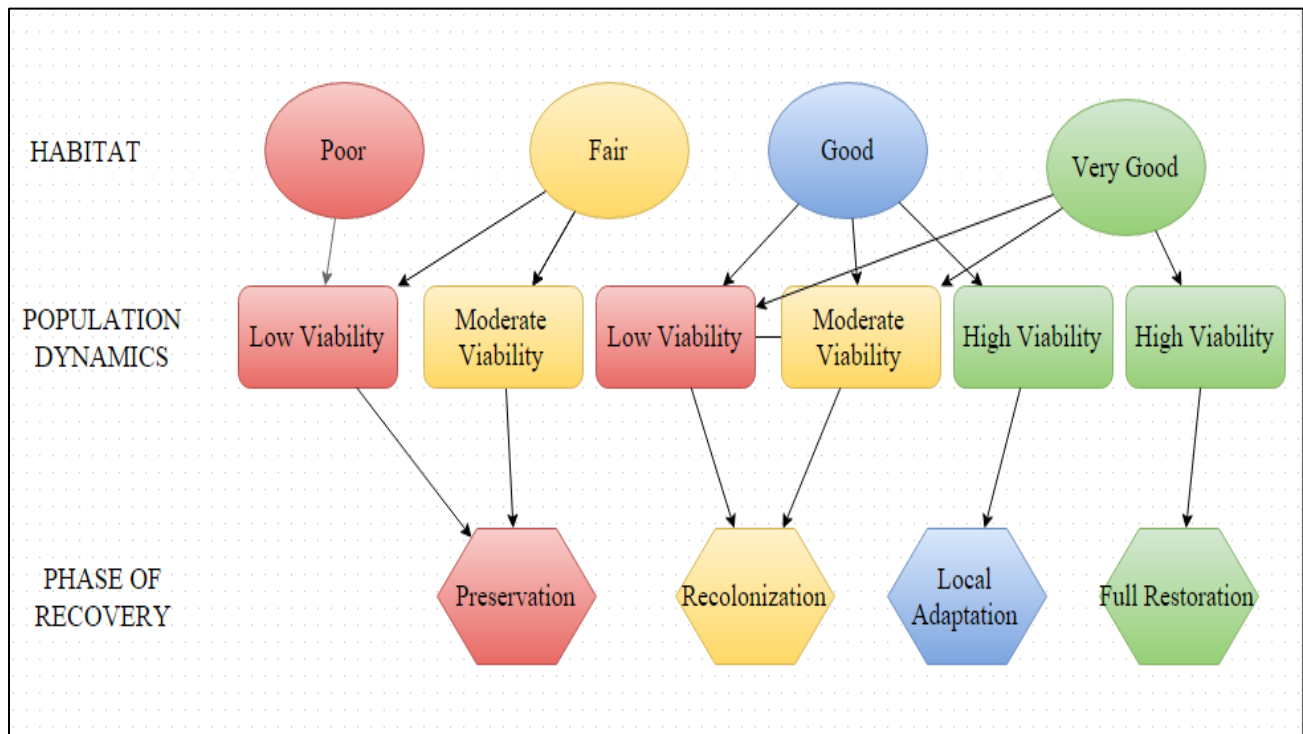 HABITAT
Poor
Fair
Good
Very Good
POPULATION
DYNAMICS
Low Viability
Moderate
Viability
Low Viability
Moderate
Viability
High Viability
High Viability
PHASE OF
RECOVERY
Preservation
Recolonization
Local
Adaptation
Full Restoration